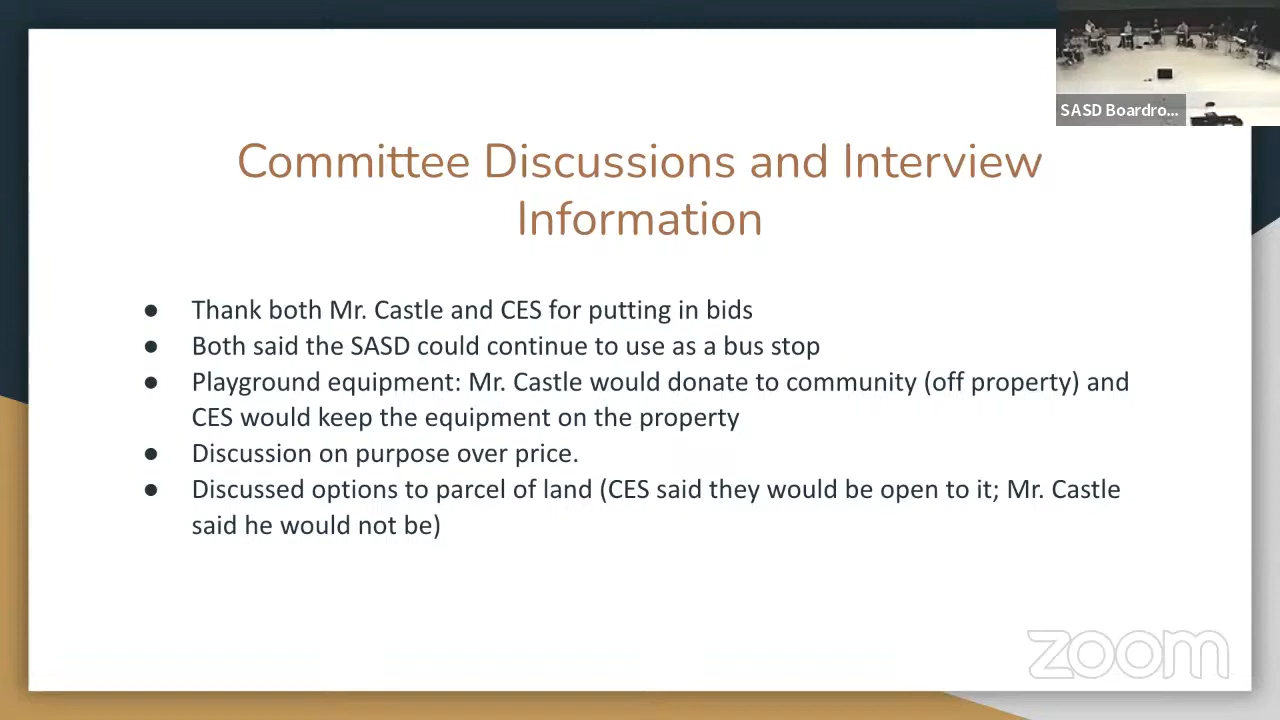 SASD Boardro...
Committee Discussions and Interview
Information
● Thank both Mr. Castle and CES for putting in bids
● Both said the SASD could continue to use as a bus stop
● Playground equipment: Mr. Castle would donate to community (off property) and
CES would keep the equipment on the property
● Discussion on purpose over price.
● Discussed options to parcel of land (CES said they would be open to it; Mr. Castle
said he would not be)
zoom